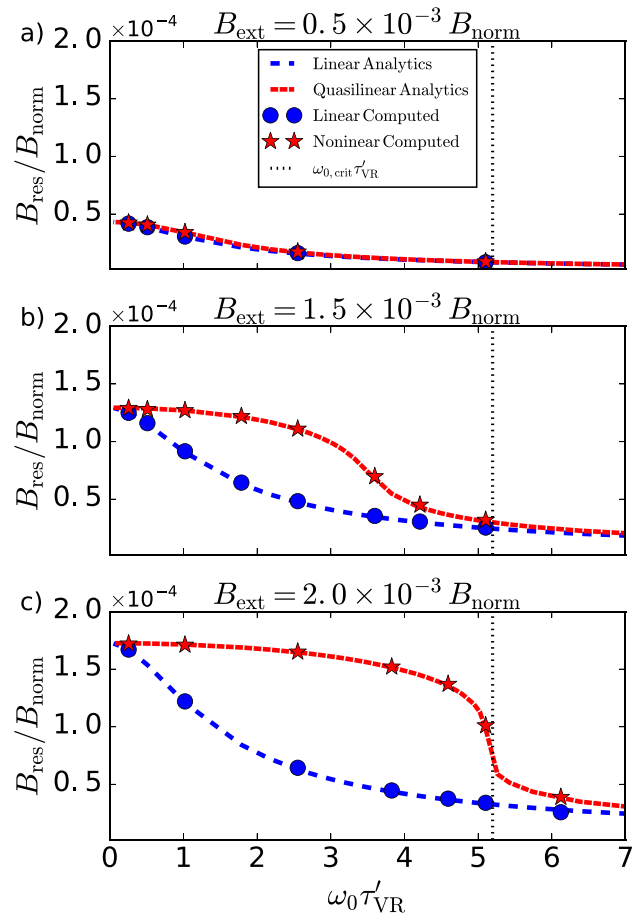 a) ×10⁻⁴ B_ext = 0.5 × 10⁻³ B_norm
2.0
1.5
1.0
0.5
B_res/B_norm
Linear Analytics
Quasilinear Analytics
Linear Computed
Noninear Computed
ω_0,crit τ′_VR
b) ×10⁻⁴ B_ext = 1.5 × 10⁻³ B_norm
2.0
1.5
1.0
0.5
B_res/B_norm
c) ×10⁻⁴ B_ext = 2.0 × 10⁻³ B_norm
2.0
1.5
1.0
0.5
B_res/B_norm
0 1 2 3 4 5 6 7
ω_0 τ′_VR